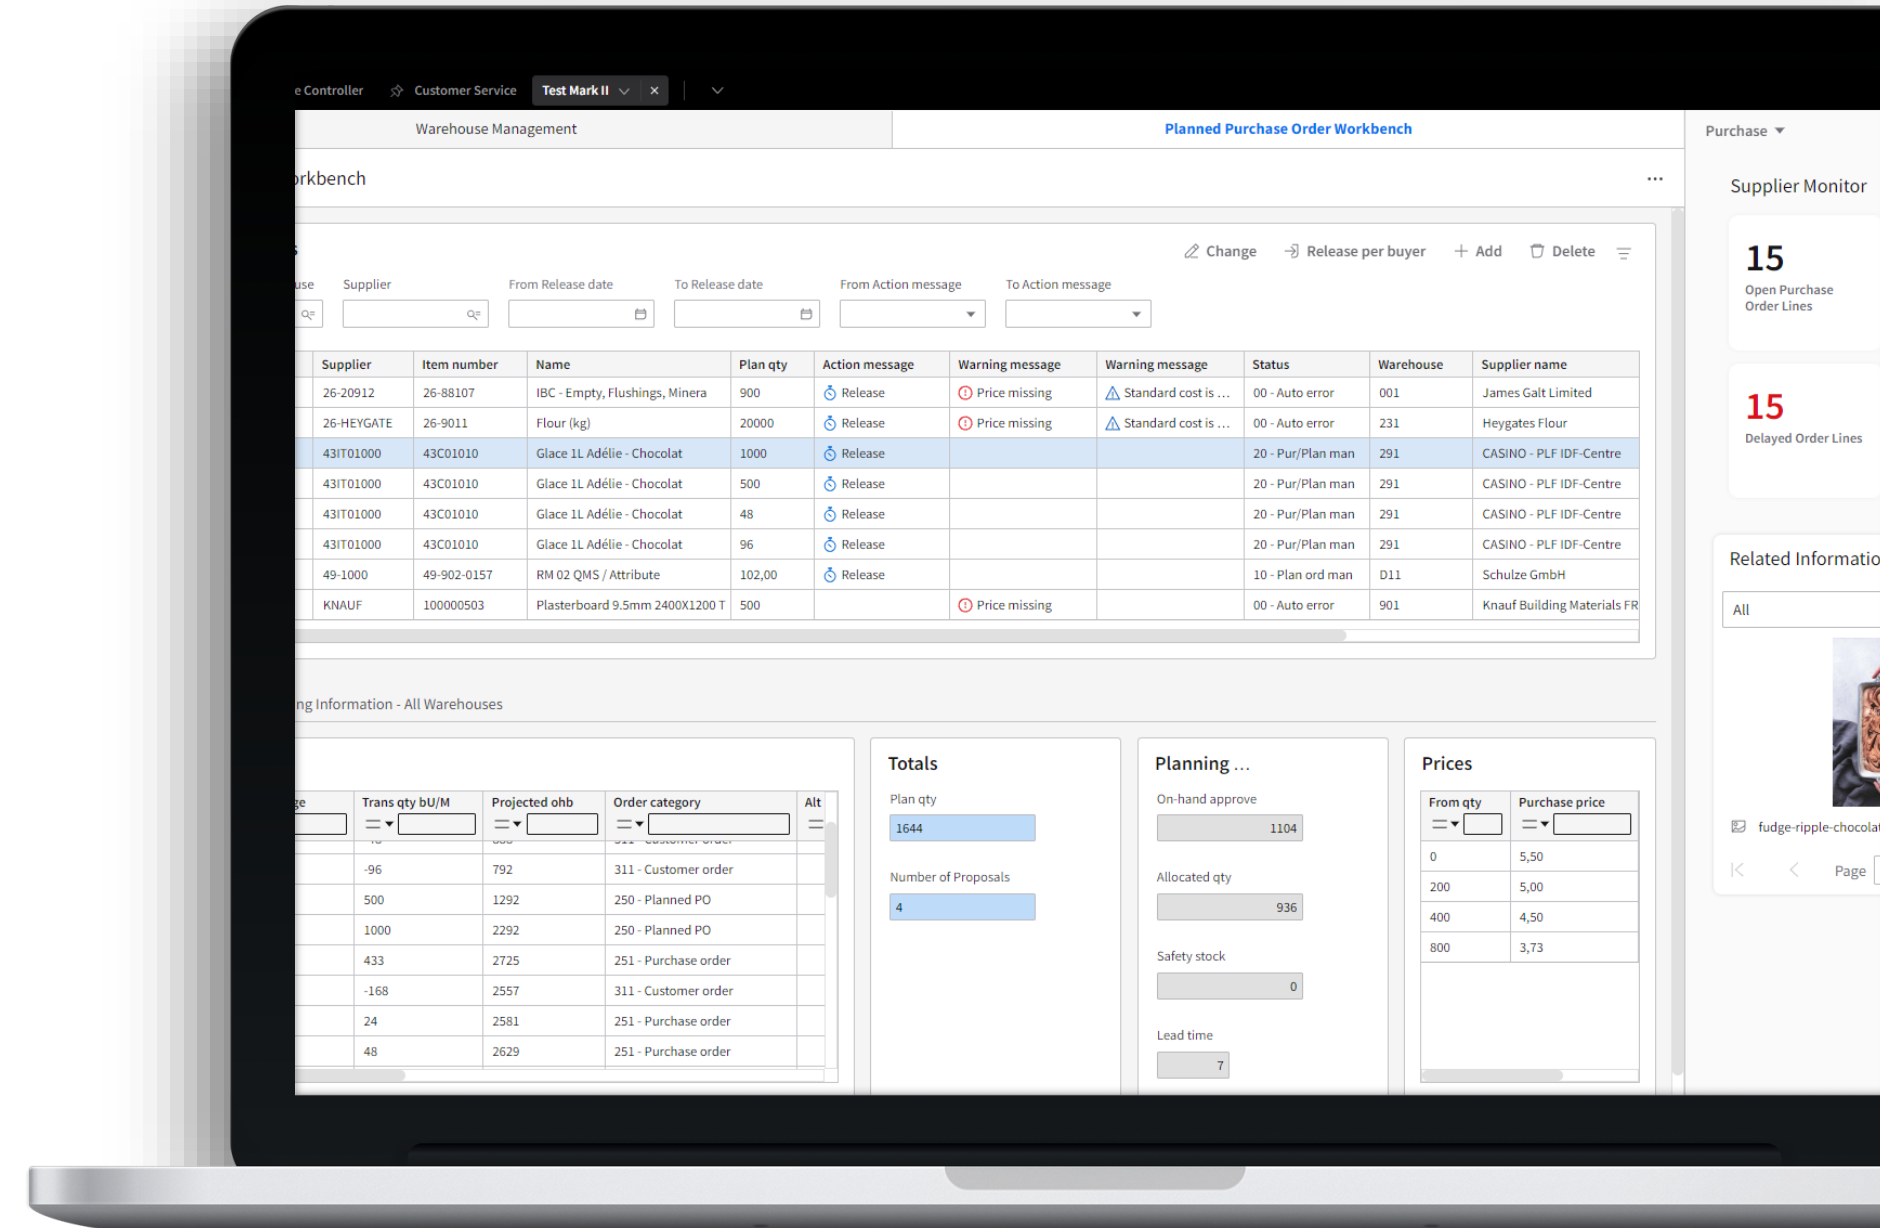 e Controller Customer Service Test Mark II
Warehouse Management Planned Purchase Order Workbench Purchase
orkbench ...
Supplier Monitor
s Change Release per buyer Add Delete
15
Open Purchase
Order Lines
use Supplier From Release date To Release date From Action message To Action message
Supplier Item number Name Plan qty Action message Warning message Warning message Status Warehouse Supplier name
26-20912 26-88107 IBC - Empty, Flushings, Minera 900 Release Price missing Standard cost is ... 00 - Auto error 001 James Galt Limited
26-HEYGATE 26-9011 Flour (kg) 20000 Release Price missing Standard cost is ... 00 - Auto error 231 Heygates Flour
43IT01000 43C01010 Glace 1L Adélie - Chocolat 1000 Release 20 - Pur/Plan man 291 CASINO - PLF IDF-Centre
43IT01000 43C01010 Glace 1L Adélie - Chocolat 500 Release 20 - Pur/Plan man 291 CASINO - PLF IDF-Centre
43IT01000 43C01010 Glace 1L Adélie - Chocolat 48 Release 20 - Pur/Plan man 291 CASINO - PLF IDF-Centre
43IT01000 43C01010 Glace 1L Adélie - Chocolat 96 Release 20 - Pur/Plan man 291 CASINO - PLF IDF-Centre
49-1000 49-902-0157 RM 02 QMS / Attribute 102,00 Release 10 - Plan ord man D11 Schulze GmbH
KNAUF 100000503 Plasterboard 9.5mm 2400X1200 T 500 Price missing 00 - Auto error 901 Knauf Building Materials FR
15
Delayed Order Lines
Related Informatio
All
fudge-ripple-chocolat
Page
ng Information - All Warehouses
ge Trans qty bU/M Projected ohb Order category Alt
-96 792 311 - Customer order
500 1292 250 - Planned PO
1000 2292 250 - Planned PO
433 2725 251 - Purchase order
-168 2557 311 - Customer order
24 2581 251 - Purchase order
48 2629 251 - Purchase order
Totals
Plan qty
1644
Number of Proposals
4
Planning ...
On-hand approve
1104
Allocated qty
936
Safety stock
0
Lead time
7
Prices
From qty Purchase price
0 5,50
200 5,00
400 4,50
800 3,73